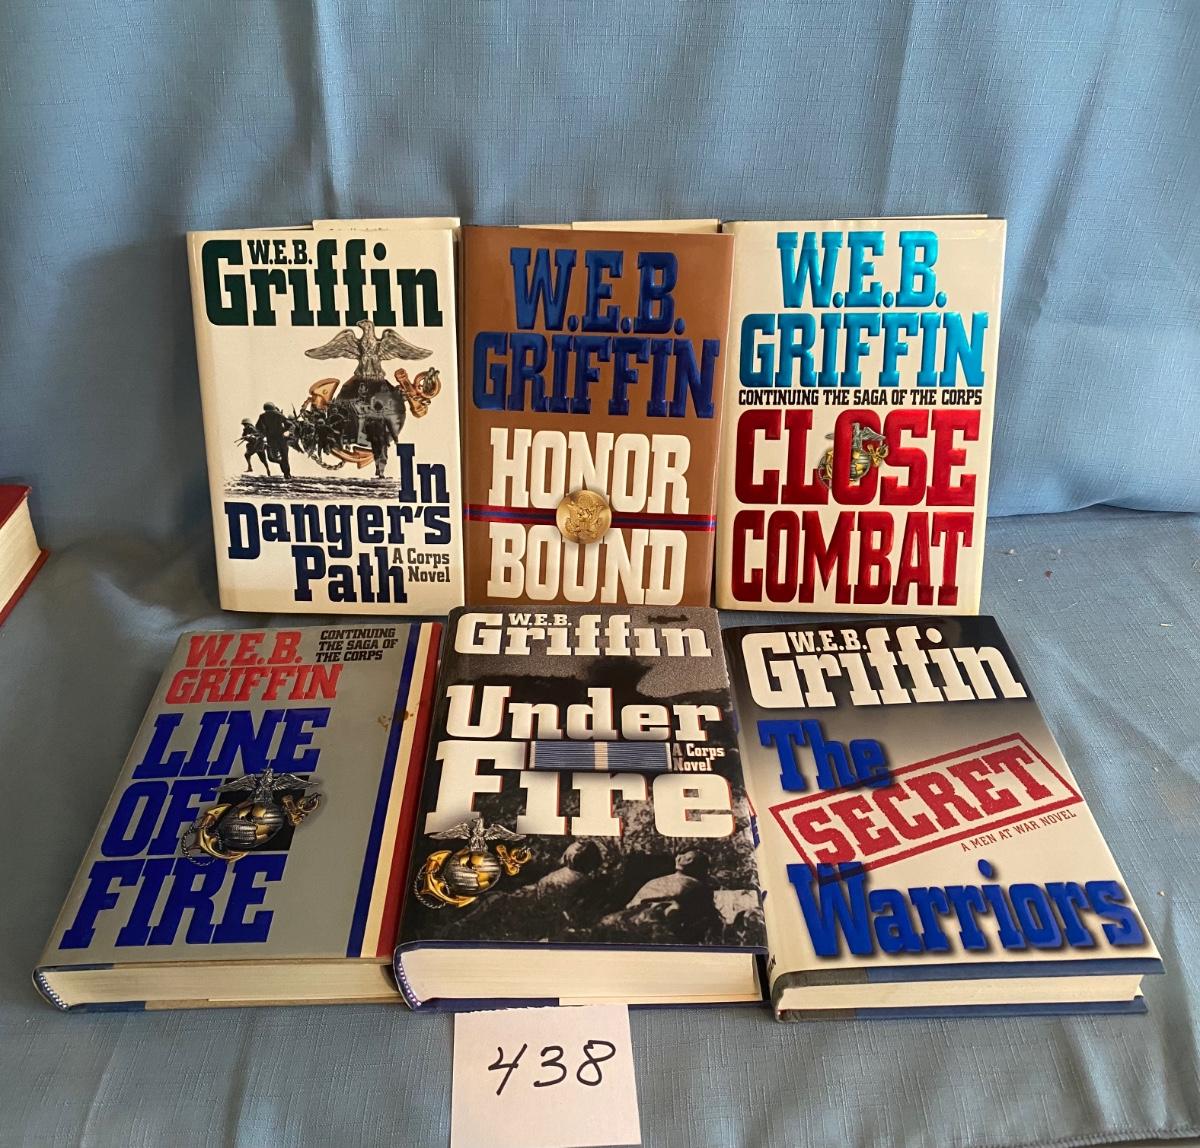 W.E.B.
Griffin
In
Danger's
Path
A Corps
Novel
W.E.B.
GRIFFIN
HONOR
BOUND
W.E.B.
GRIFFIN
CONTINUING THE SAGA OF THE CORPS
CLOSE
COMBAT
W.E.B.
GRIFFIN
CONTINUING
THE SAGA OF
THE CORPS
LINE
OF
FIRE
W.E.B.
Griffin
Under
Fire
A Corps
Novel
W.E.B.
Griffin
The
SECRET
A MEN AT WAR NOVEL
Warriors
438